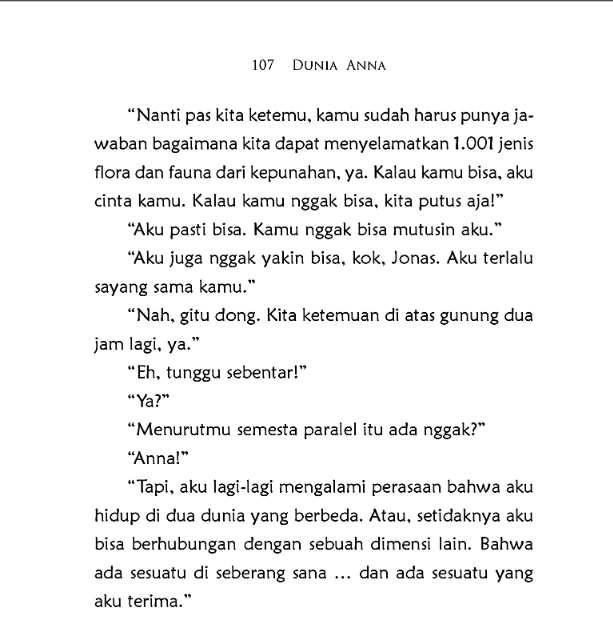 107 DUNIA ANNA
“Nanti pas kita ketemu, kamu sudah harus punya ja-
waban bagaimana kita dapat menyelamatkan 1.001 jenis
flora dan fauna dari kepunahan, ya. Kalau kamu bisa, aku
cinta kamu. Kalau kamu nggak bisa, kita putus aja!”
“Aku pasti bisa. Kamu nggak bisa mutusin aku.”
“Aku juga nggak yakin bisa, kok, Jonas. Aku terlalu
sayang sama kamu.”
“Nah, gitu dong. Kita ketemuan di atas gunung dua
jam lagi, ya.”
“Eh, tunggu sebentar!”
“Ya?”
“Menurutmu semesta paralel itu ada nggak?”
“Anna!”
“Tapi, aku lagi-lagi mengalami perasaan bahwa aku
hidup di dua dunia yang berbeda. Atau, setidaknya aku
bisa berhubungan dengan sebuah dimensi lain. Bahwa
ada sesuatu di seberang sana ... dan ada sesuatu yang
aku terima.”